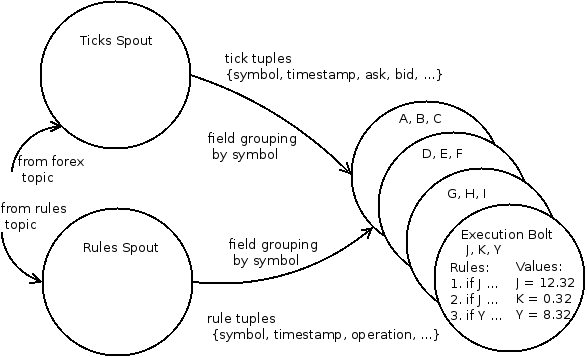 Ticks Spout
tick tuples
{symbol, timestamp, ask, bid, ...}
field grouping
by symbol
from forex
topic
A, B, C
D, E, F
G, H, I
Execution Bolt
J, K, Y
Rules:
1. if J ...
2. if J ...
3. if Y ...
Values:
J = 12.32
K = 0.32
Y = 8.32
from rules
topic
Rules Spout
field grouping
by symbol
rule tuples
{symbol, timestamp, operation, ...}